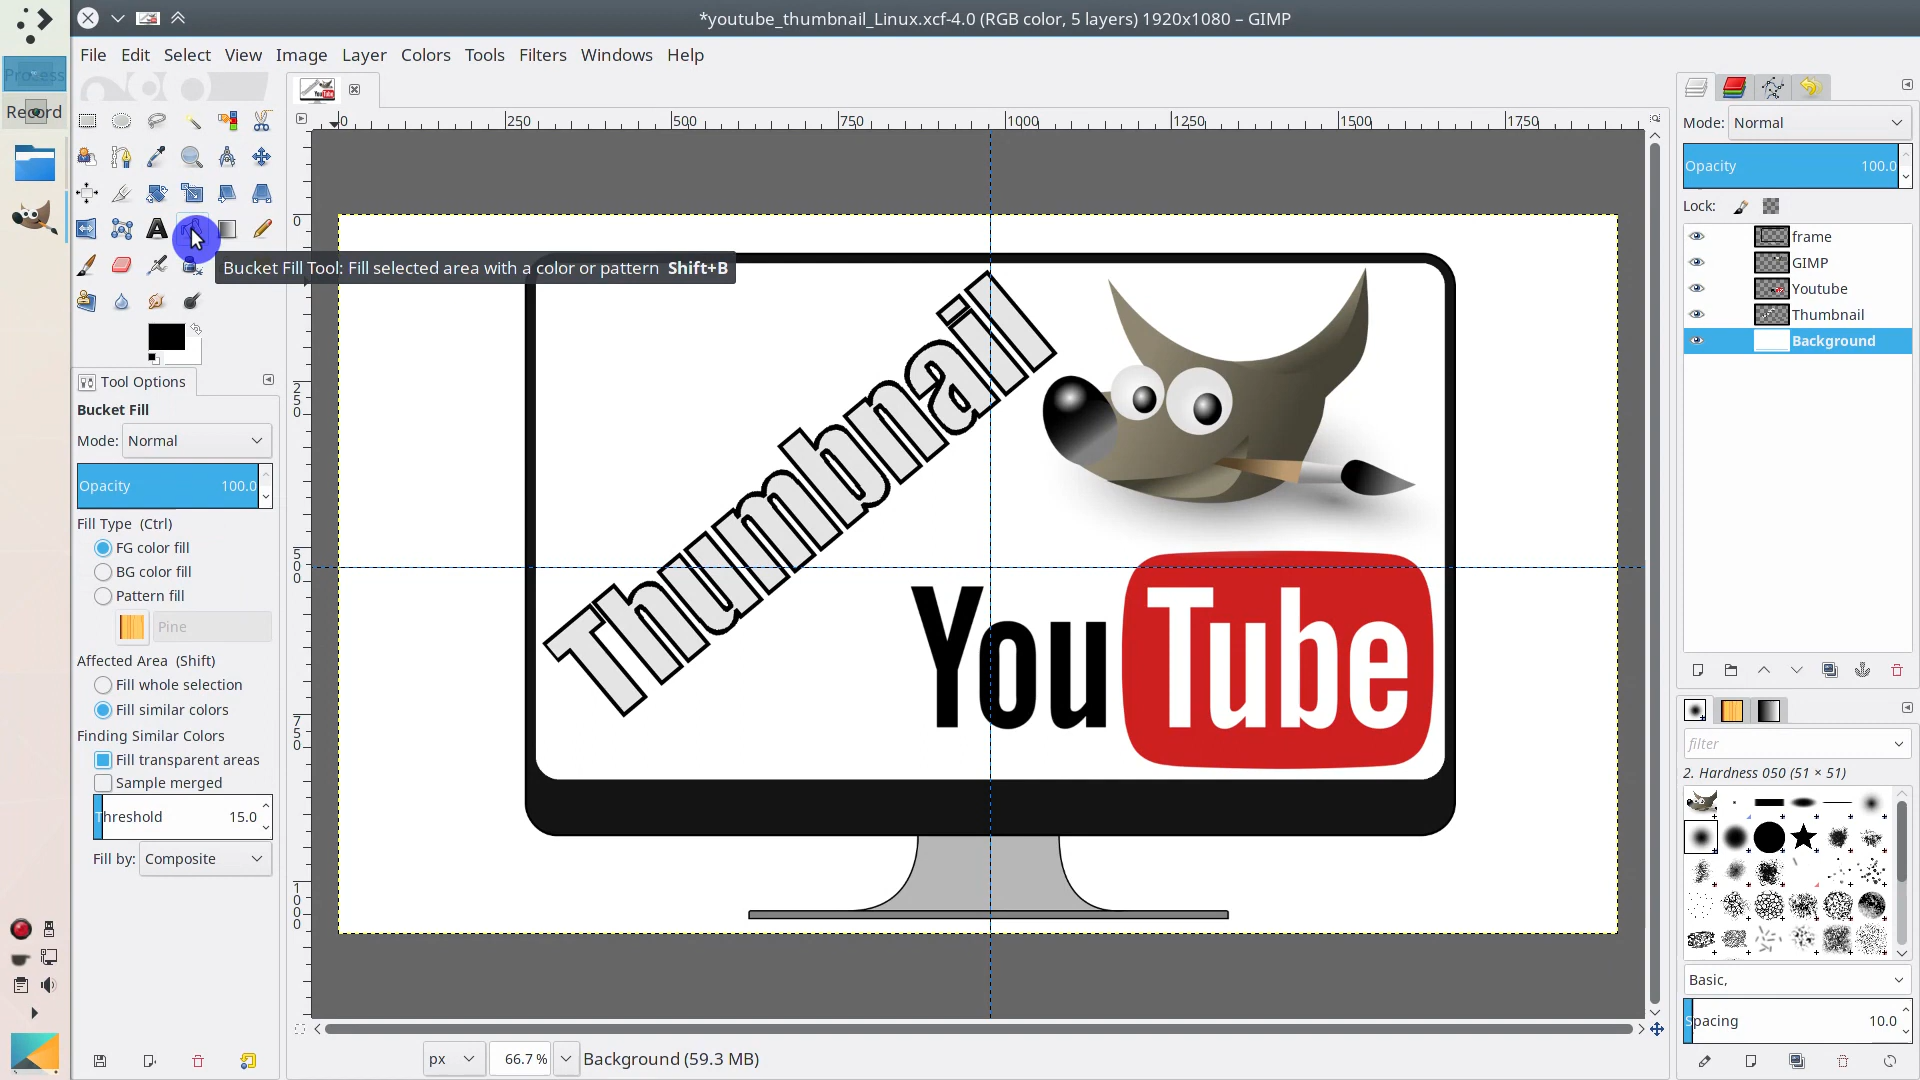 *youtube_thumbnail_Linux.xcf-4.0 (RGB color, 5 layers) 1920x1080 – GIMP
File Edit Select View Image Layer Colors Tools Filters Windows Help
Process
Record
0 250 500 750 1000 1250 1500 1750
0
250
500
750
1000
Bucket Fill Tool: Fill selected area with a color or pattern Shift+B
Tool Options
Bucket Fill
Mode: Normal
Opacity 100.0
Fill Type (Ctrl)
FG color fill
BG color fill
Pattern fill
Pine
Affected Area (Shift)
Fill whole selection
Fill similar colors
Finding Similar Colors
Fill transparent areas
Sample merged
Threshold 15.0
Fill by: Composite
Thumbnail
YouTube
px 66.7 % Background (59.3 MB)
Mode: Normal
Opacity 100.0
Lock:
frame
GIMP
Youtube
Thumbnail
Background
filter
2. Hardness 050 (51 × 51)
Basic,
Spacing 10.0